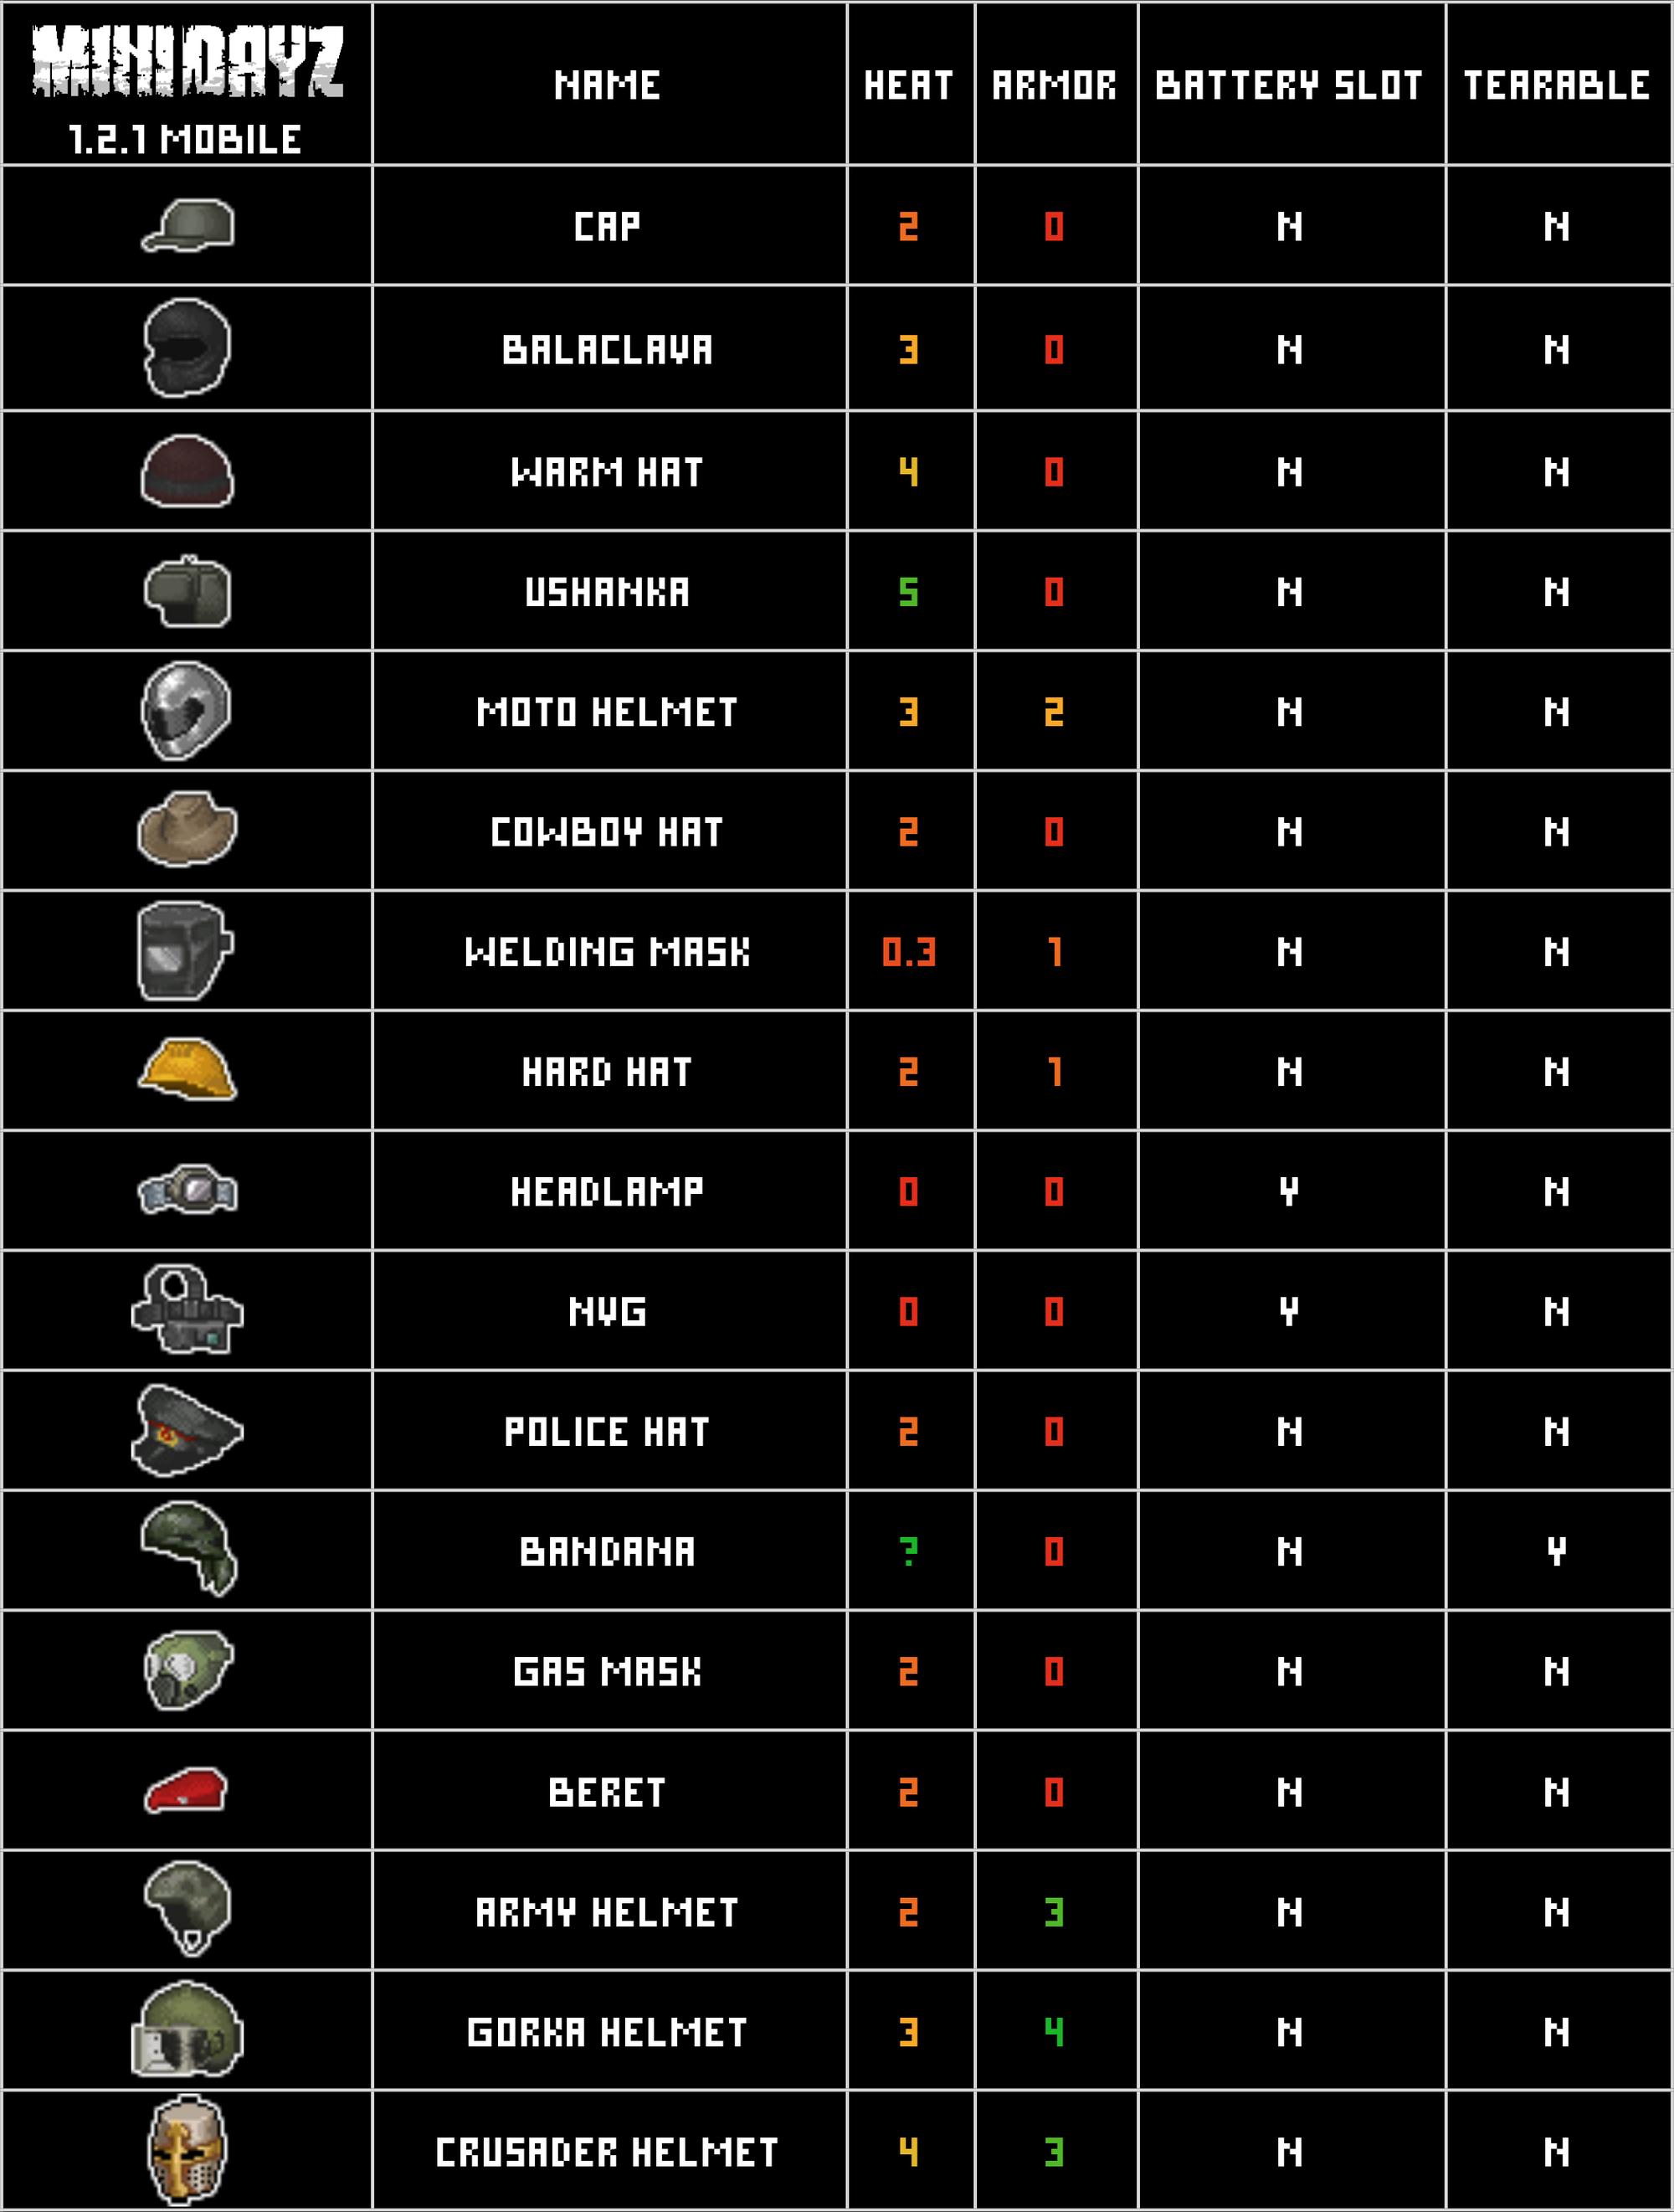 MINIDAYZ
1.2.1 MOBILE
NAME HEAT ARMOR BATTERY SLOT TEARABLE
CAP 2 0 N N
BALACLAVA 3 0 N N
WARM HAT 4 0 N N
USHANKA 5 0 N N
MOTO HELMET 3 2 N N
COWBOY HAT 2 0 N N
WELDING MASK 0.3 1 N N
HARD HAT 2 1 N N
HEADLAMP 0 0 Y N
NVG 0 0 Y N
POLICE HAT 2 0 N N
BANDANA ? 0 N Y
GAS MASK 2 0 N N
BERET 2 0 N N
ARMY HELMET 2 3 N N
GORKA HELMET 3 4 N N
CRUSADER HELMET 4 3 N N